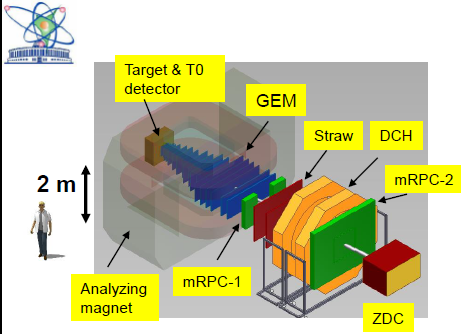 Target & T0
detector
GEM
Straw
DCH
mRPC-2
2 m
mRPC-1
Analyzing
magnet
ZDC